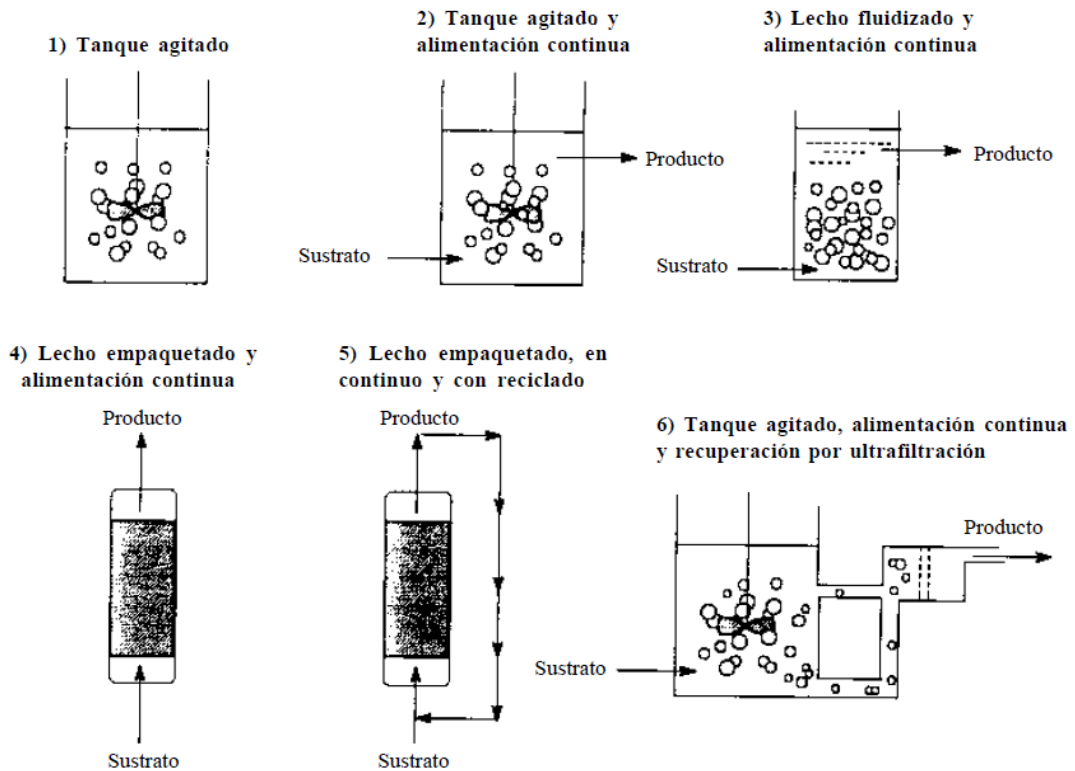 1) Tanque agitado
2) Tanque agitado y
alimentación continua
3) Lecho fluidizado y
alimentación continua
Producto
Sustrato
Producto
Sustrato
4) Lecho empaquetado y
alimentación continua
Producto
Sustrato
5) Lecho empaquetado, en
continuo y con reciclado
Producto
Sustrato
6) Tanque agitado, alimentación continua
y recuperación por ultrafiltración
Producto
Sustrato